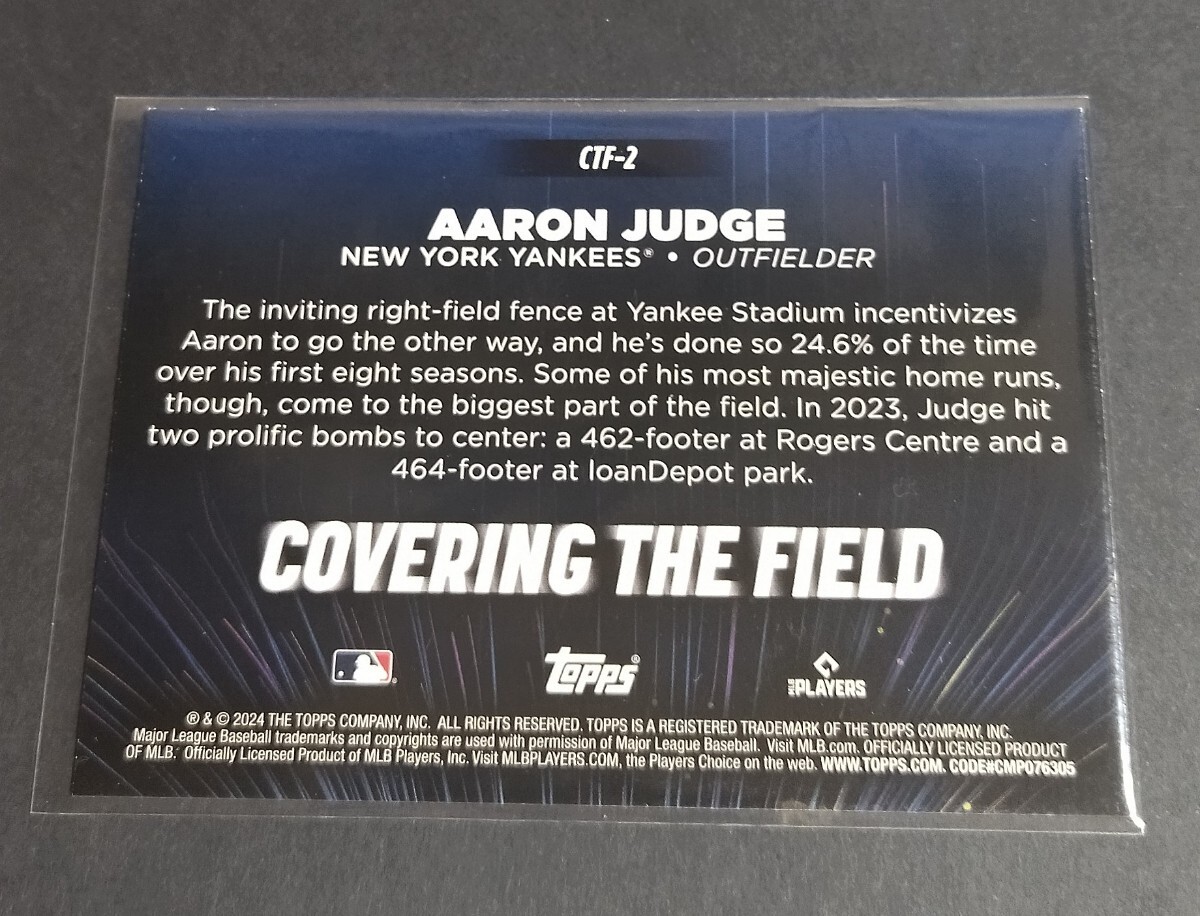 CTF-2
AARON JUDGE
NEW YORK YANKEES® • OUTFIELDER
The inviting right-field fence at Yankee Stadium incentivizes
Aaron to go the other way, and he's done so 24.6% of the time
over his first eight seasons. Some of his most majestic home runs,
though, come to the biggest part of the field. In 2023, Judge hit
two prolific bombs to center: a 462-footer at Rogers Centre and a
464-footer at loanDepot park.
COVERING THE FIELD
Topps®
MLB PLAYERS
® & © 2024 THE TOPPS COMPANY, INC. ALL RIGHTS RESERVED. TOPPS IS A REGISTERED TRADEMARK OF THE TOPPS COMPANY, INC.
Major League Baseball trademarks and copyrights are used with permission of Major League Baseball. Visit MLB.com. OFFICIALLY LICENSED PRODUCT
OF MLB. Officially Licensed Product of MLB Players, Inc. Visit MLBPLAYERS.COM, the Players Choice on the web. WWW.TOPPS.COM. CODE#CMP076305